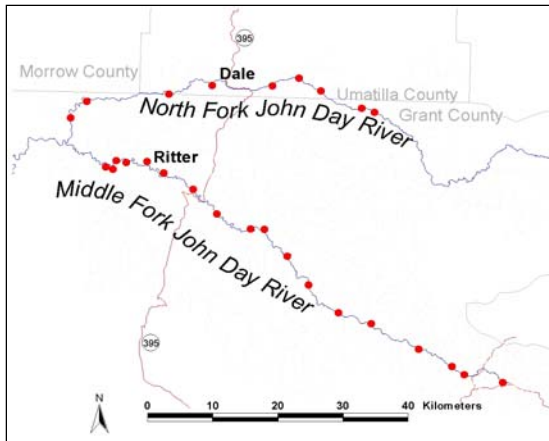 395
Morrow County
Dale
Umatilla County
North Fork John Day River
Grant County
Ritter
Middle Fork John Day River
395
N
0 10 20 30 40 Kilometers